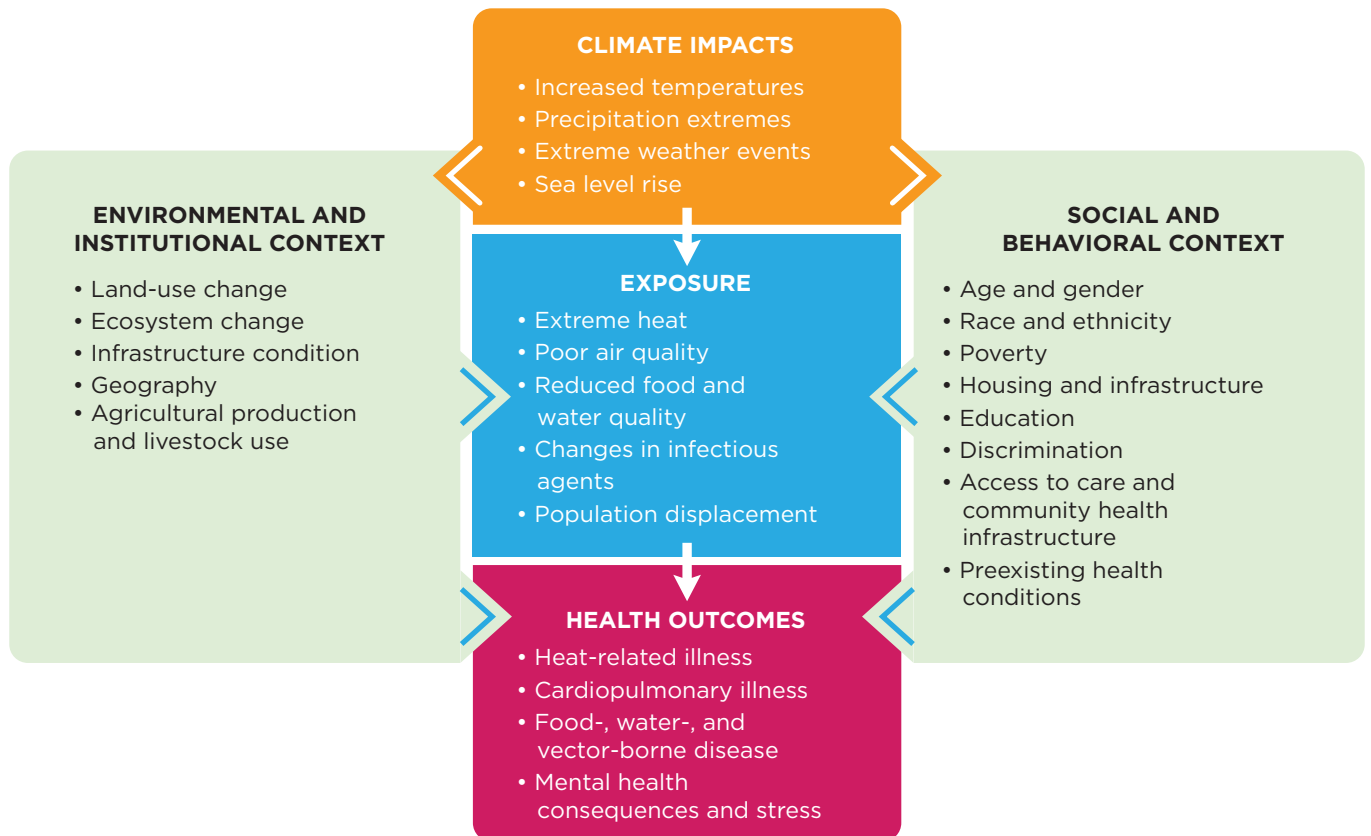 CLIMATE IMPACTS
• Increased temperatures
• Precipitation extremes
• Extreme weather events
• Sea level rise
ENVIRONMENTAL AND
INSTITUTIONAL CONTEXT
• Land-use change
• Ecosystem change
• Infrastructure condition
• Geography
• Agricultural production
and livestock use
EXPOSURE
• Extreme heat
• Poor air quality
• Reduced food and
water quality
• Changes in infectious
agents
• Population displacement
SOCIAL AND
BEHAVIORAL CONTEXT
• Age and gender
• Race and ethnicity
• Poverty
• Housing and infrastructure
• Education
• Discrimination
• Access to care and
community health
infrastructure
• Preexisting health
conditions
HEALTH OUTCOMES
• Heat-related illness
• Cardiopulmonary illness
• Food-, water-, and
vector-borne disease
• Mental health
consequences and stress